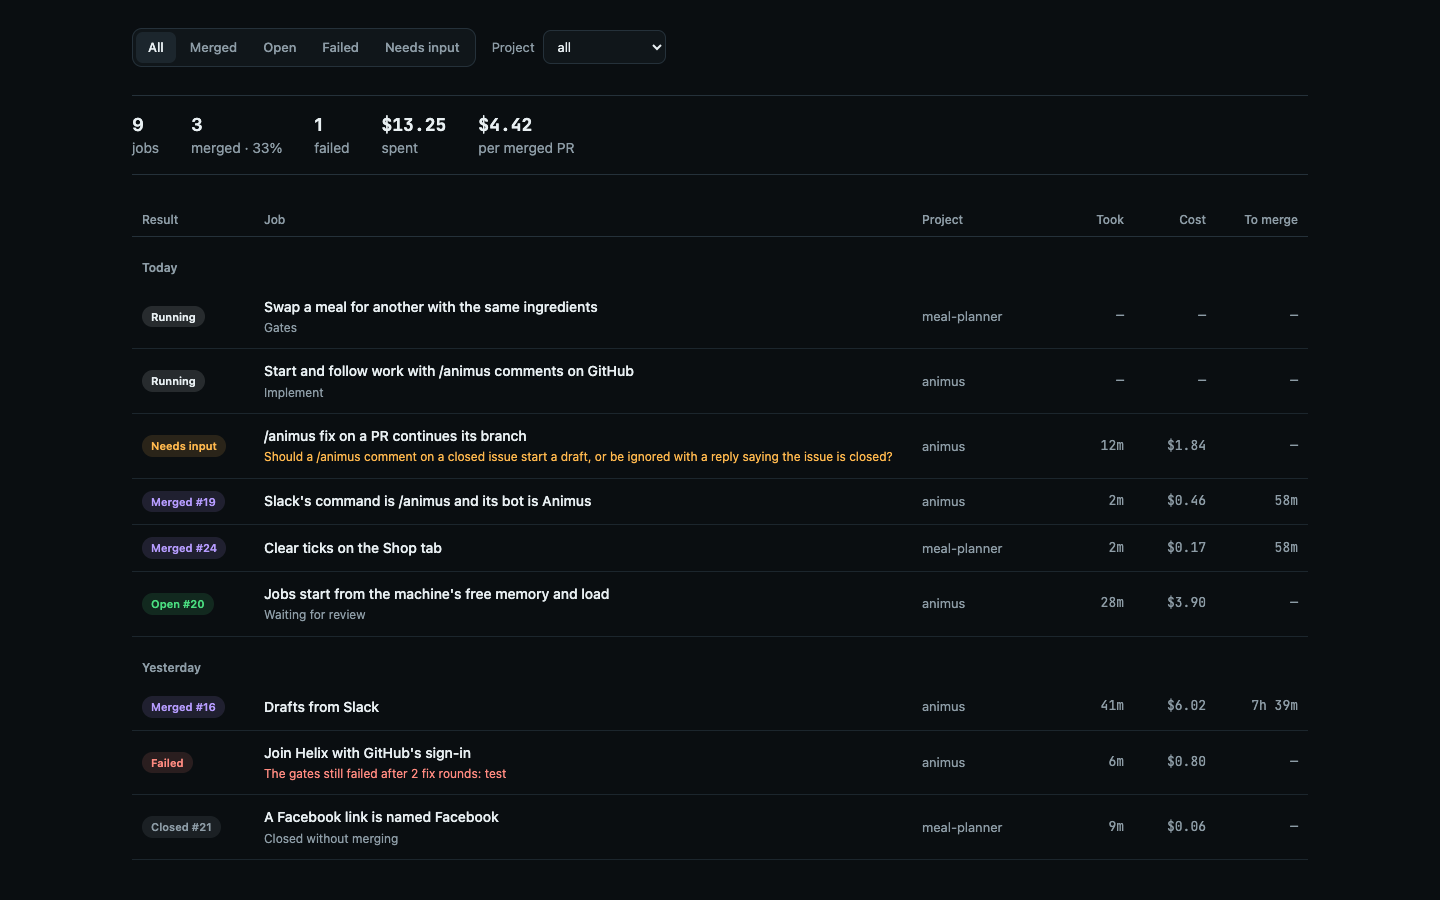 All Merged Open Failed Needs input Project all
9 3 1 $13.25 $4.42
jobs merged · 33% failed spent per merged PR
Result Job Project Took Cost To merge
Today
Running Swap a meal for another with the same ingredients meal-planner — — —
Gates
Running Start and follow work with /animus comments on GitHub animus — — —
Implement
Needs input /animus fix on a PR continues its branch animus 12m $1.84 —
Should a /animus comment on a closed issue start a draft, or be ignored with a reply saying the issue is closed?
Merged #19 Slack's command is /animus and its bot is Animus animus 2m $0.46 58m
Merged #24 Clear ticks on the Shop tab meal-planner 2m $0.17 58m
Open #20 Jobs start from the machine's free memory and load animus 28m $3.90 —
Waiting for review
Yesterday
Merged #16 Drafts from Slack animus 41m $6.02 7h 39m
Failed Join Helix with GitHub's sign-in animus 6m $0.80 —
The gates still failed after 2 fix rounds: test
Closed #21 A Facebook link is named Facebook meal-planner 9m $0.06 —
Closed without merging